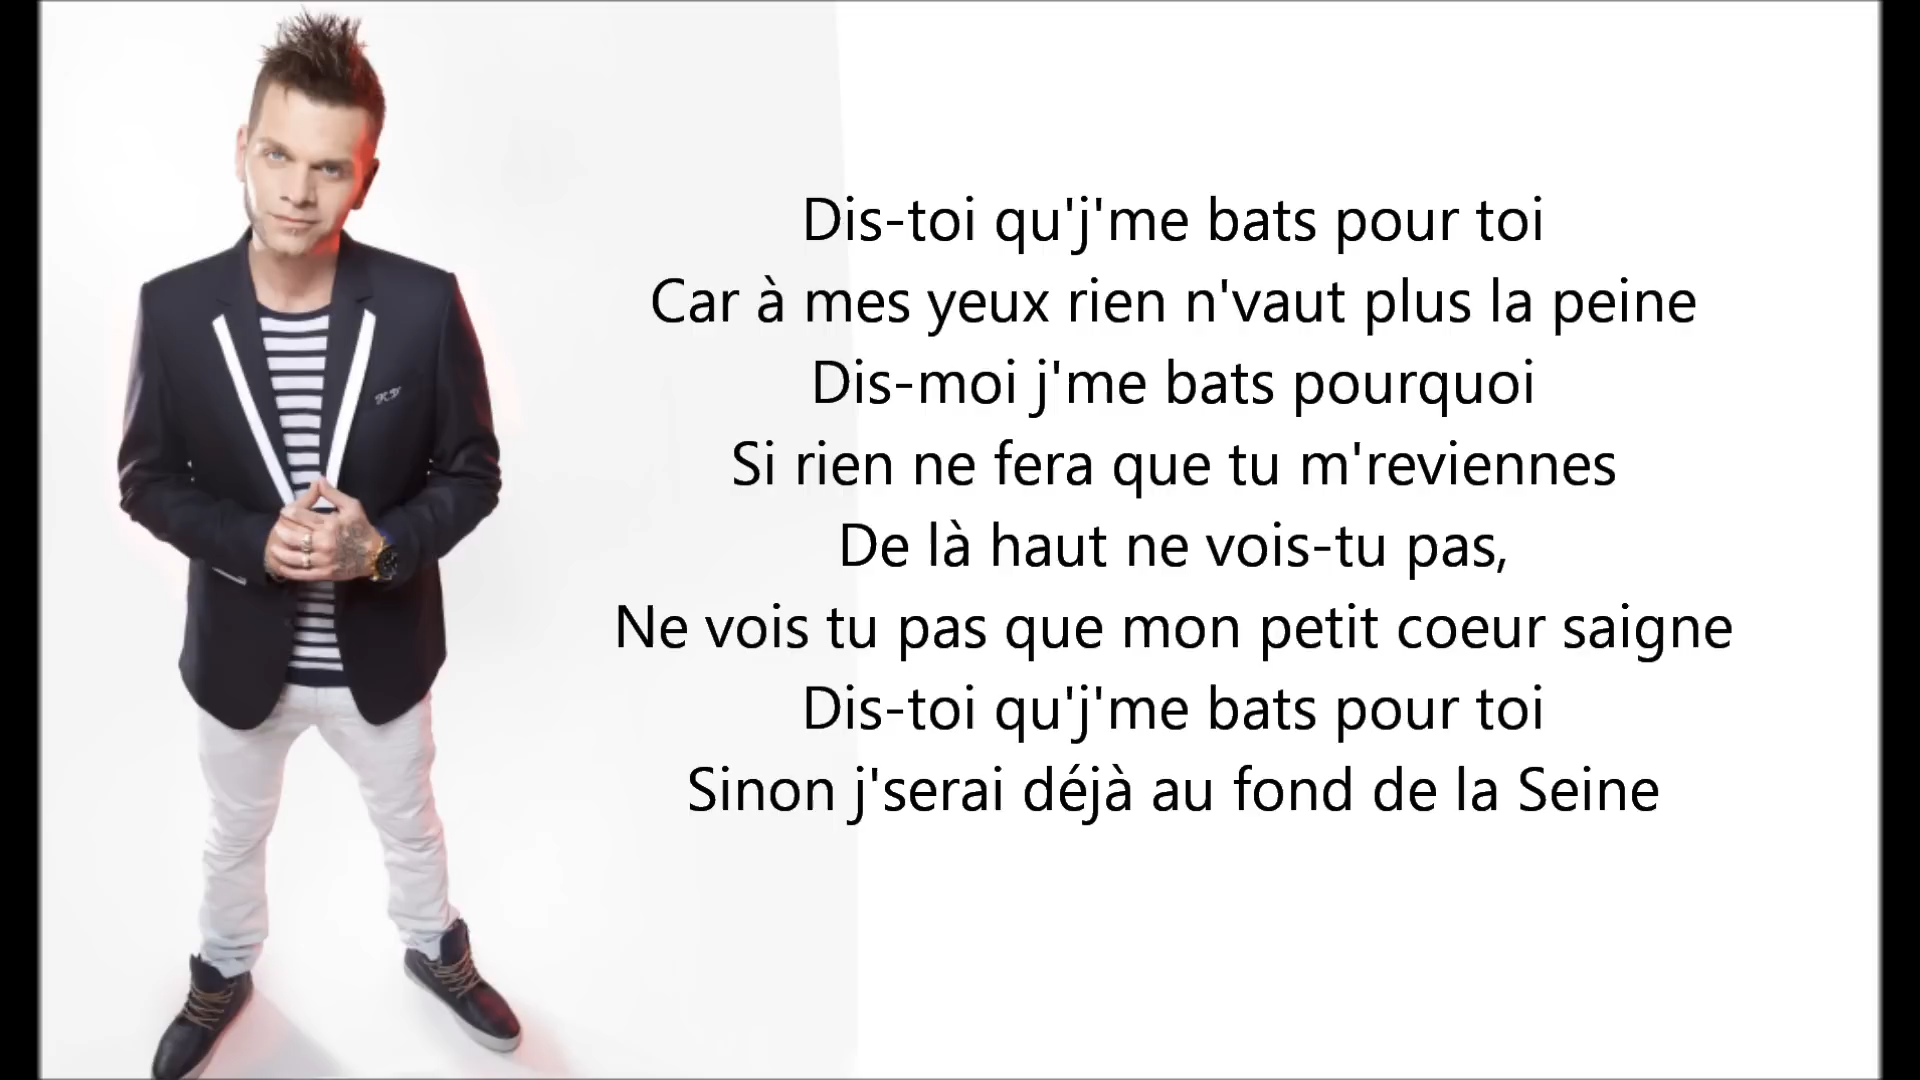 Dis-toi qu'j'me bats pour toi
Car à mes yeux rien n'vaut plus la peine
Dis-moi j'me bats pourquoi
Si rien ne fera que tu m'reviennes
De là haut ne vois-tu pas,
Ne vois tu pas que mon petit coeur saigne
Dis-toi qu'j'me bats pour toi
Sinon j'serai déjà au fond de la Seine